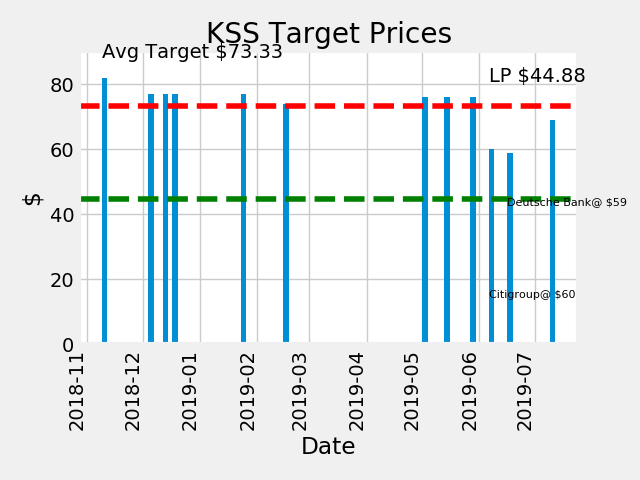 KSS Target Prices
Avg Target $73.33
LP $44.88
80
60
40
20
0
$
Deutsche Bank@ $59
Citigroup@ $60
2018-11
2018-12
2019-01
2019-02
2019-03
2019-04
2019-05
2019-06
2019-07
Date